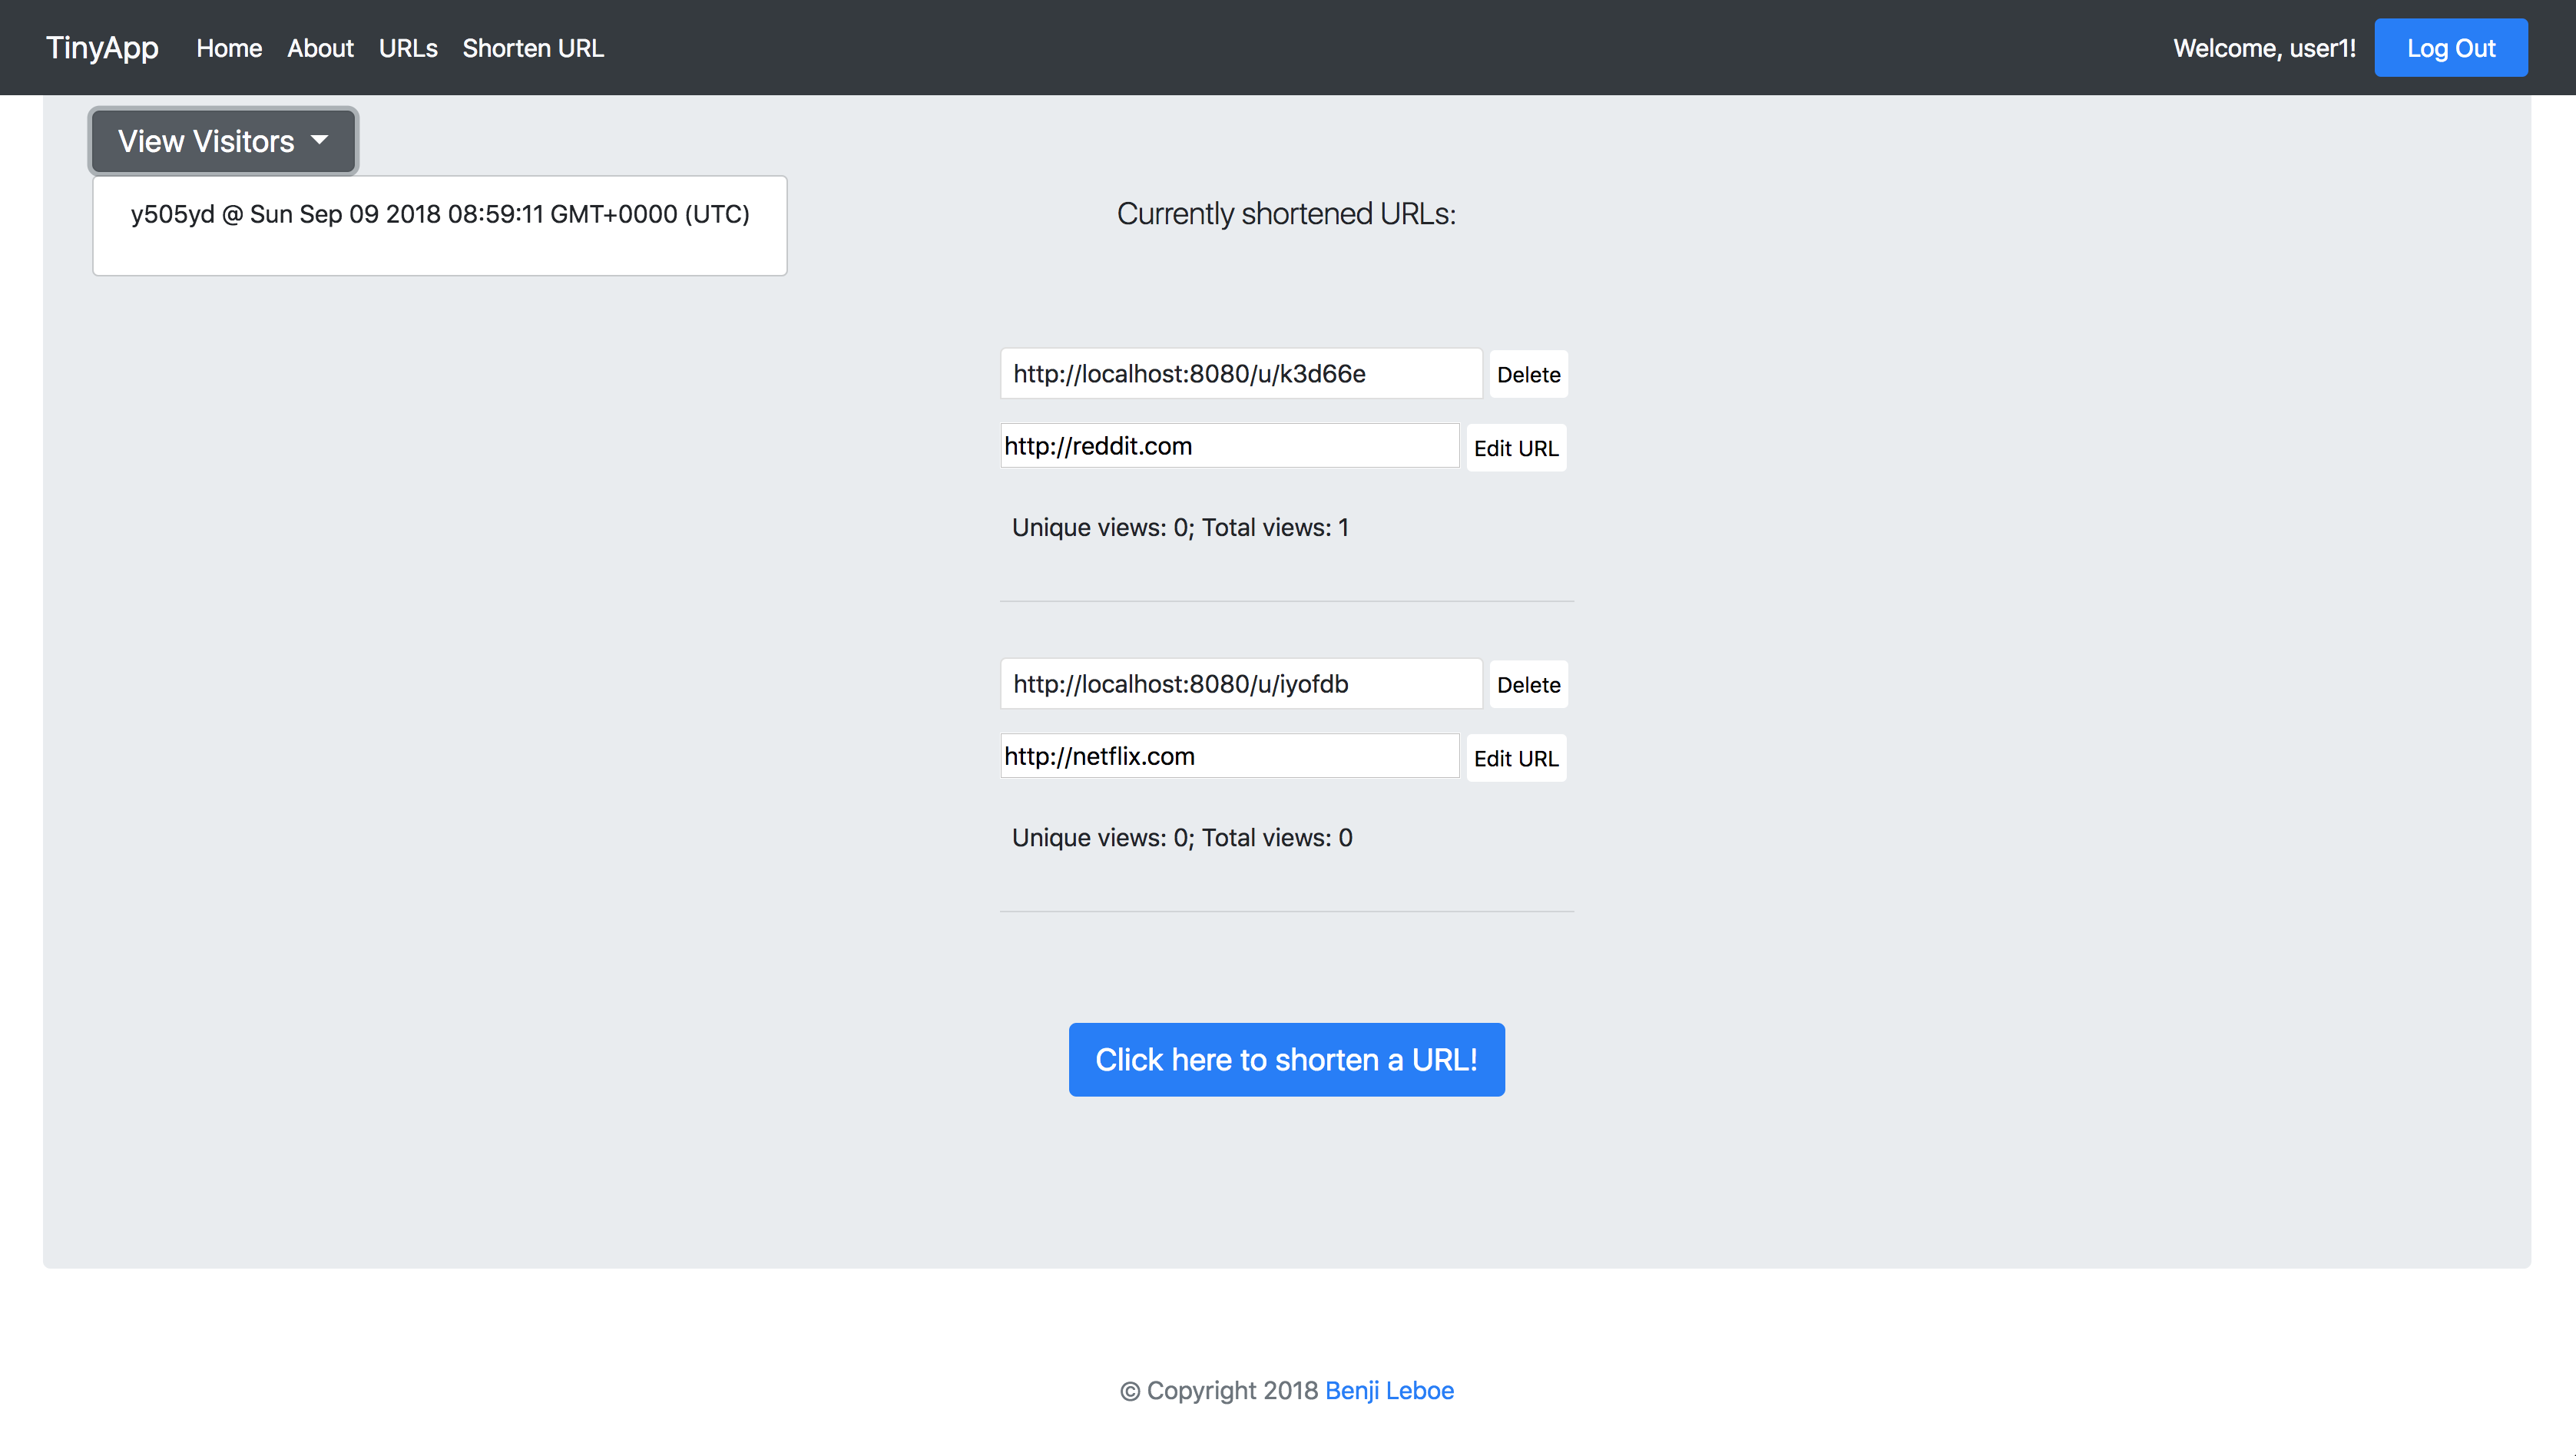 TinyApp Home About URLs Shorten URL Welcome, user1! Log Out
View Visitors
y505yd @ Sun Sep 09 2018 08:59:11 GMT+0000 (UTC)
Currently shortened URLs:
http://localhost:8080/u/k3d66e Delete
http://reddit.com Edit URL
Unique views: 0; Total views: 1
http://localhost:8080/u/iyofdb Delete
http://netflix.com Edit URL
Unique views: 0; Total views: 0
Click here to shorten a URL!
© Copyright 2018 Benji Leboe